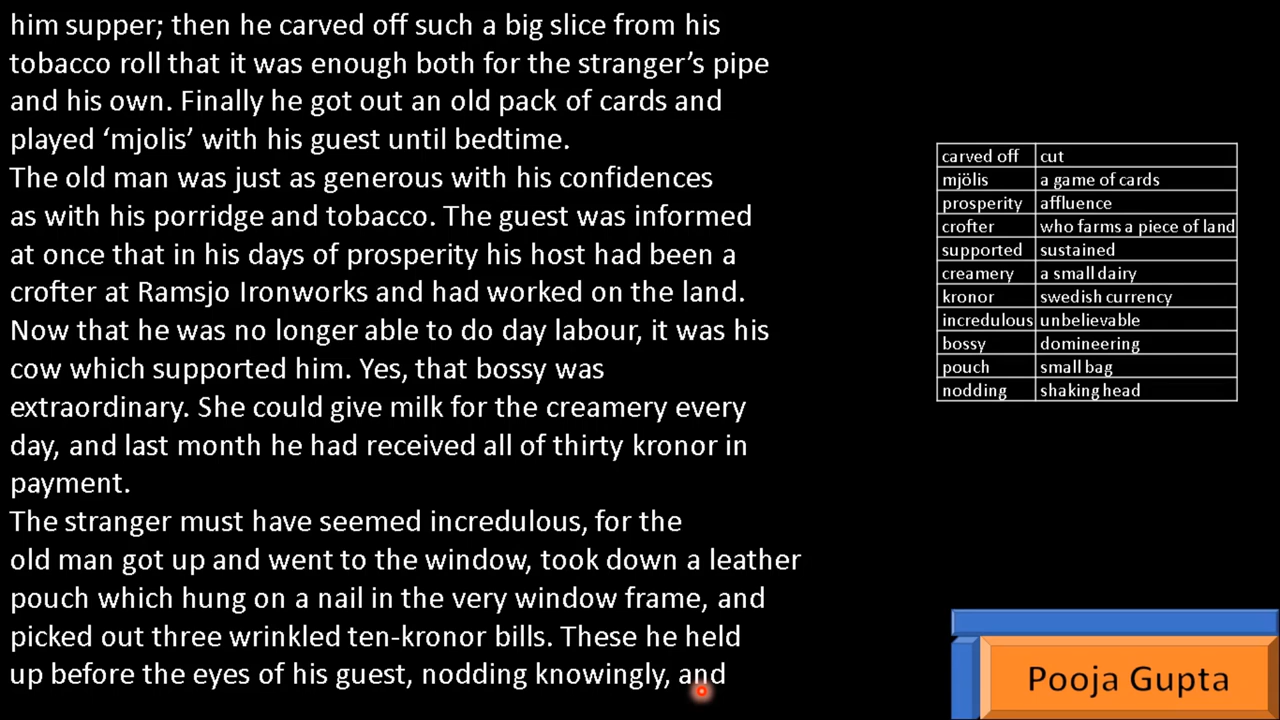 him supper; then he carved off such a big slice from his
tobacco roll that it was enough both for the stranger’s pipe
and his own. Finally he got out an old pack of cards and
played ‘mjolis’ with his guest until bedtime.
The old man was just as generous with his confidences
as with his porridge and tobacco. The guest was informed
at once that in his days of prosperity his host had been a
crofter at Ramsjo Ironworks and had worked on the land.
Now that he was no longer able to do day labour, it was his
cow which supported him. Yes, that bossy was
extraordinary. She could give milk for the creamery every
day, and last month he had received all of thirty kronor in
payment.
The stranger must have seemed incredulous, for the
old man got up and went to the window, took down a leather
pouch which hung on a nail in the very window frame, and
picked out three wrinkled ten-kronor bills. These he held
up before the eyes of his guest, nodding knowingly, and
carved off cut
mjölis a game of cards
prosperity affluence
crofter who farms a piece of land
supported sustained
creamery a small dairy
kronor swedish currency
incredulous unbelievable
bossy domineering
pouch small bag
nodding shaking head
Pooja Gupta